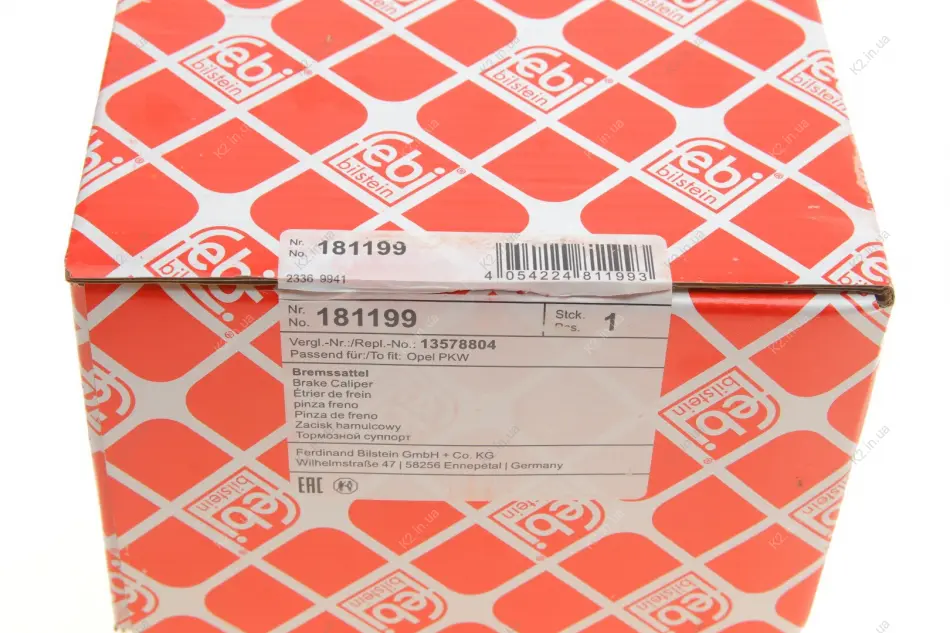 febi
bilstein
Nr.
No. 181199
2336 9941
4 054224 811993
Nr.
No. 181199
Stck.
Pcs. 1
Vergl.-Nr.:/Repl.-No.: 13578804
Passend für:/To fit: Opel PKW
Bremssattel
Brake Caliper
Étrier de frein
pinza freno
Pinza de freno
Zacisk hamulcowy
Тормозной суппорт
Ferdinand Bilstein GmbH + Co. KG
Wilhelmstraße 47 | 58256 Ennepetal | Germany
EAC
K2.in.ua